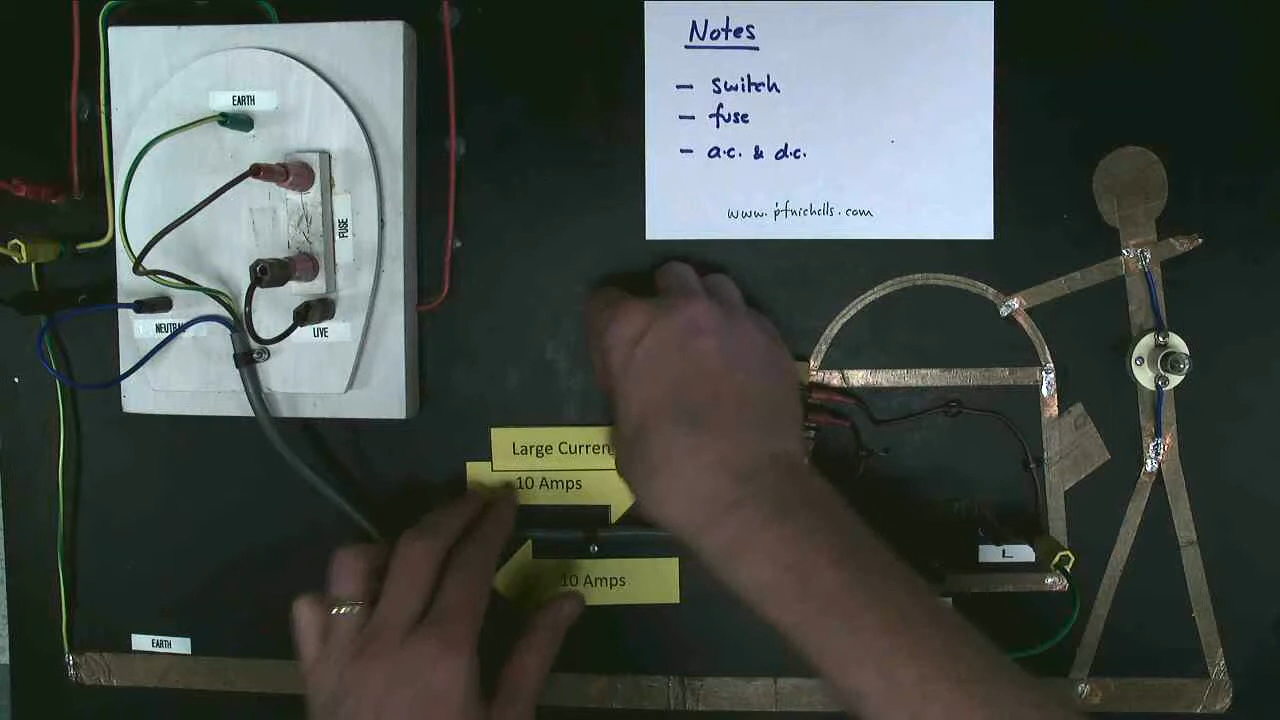 Notes
– switch
– fuse
– a.c. & d.c.
www.pfnicholls.com
EARTH
FUSE
NEUTRAL
LIVE
Large Curren
10 Amps
10 Amps
L
EARTH